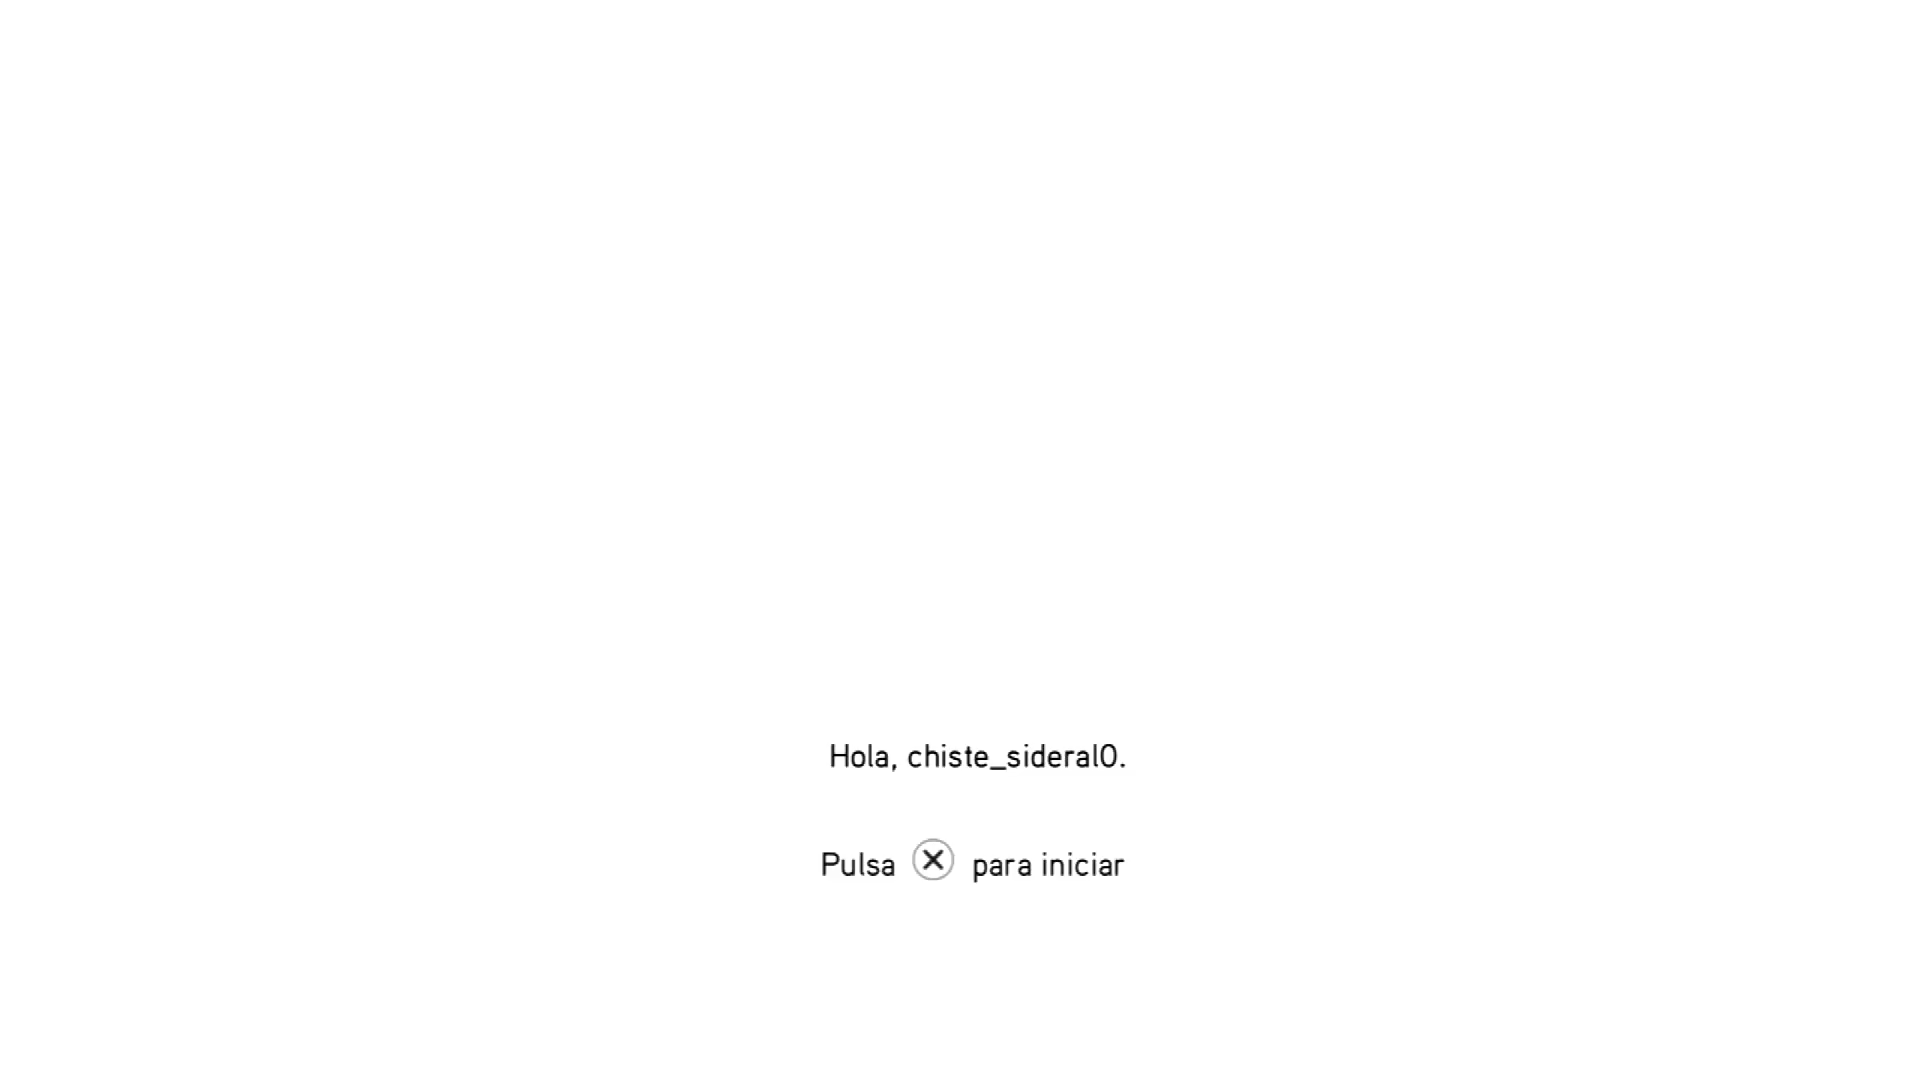 Hola, chiste_sideral0.
Pulsa ⓧ para iniciar